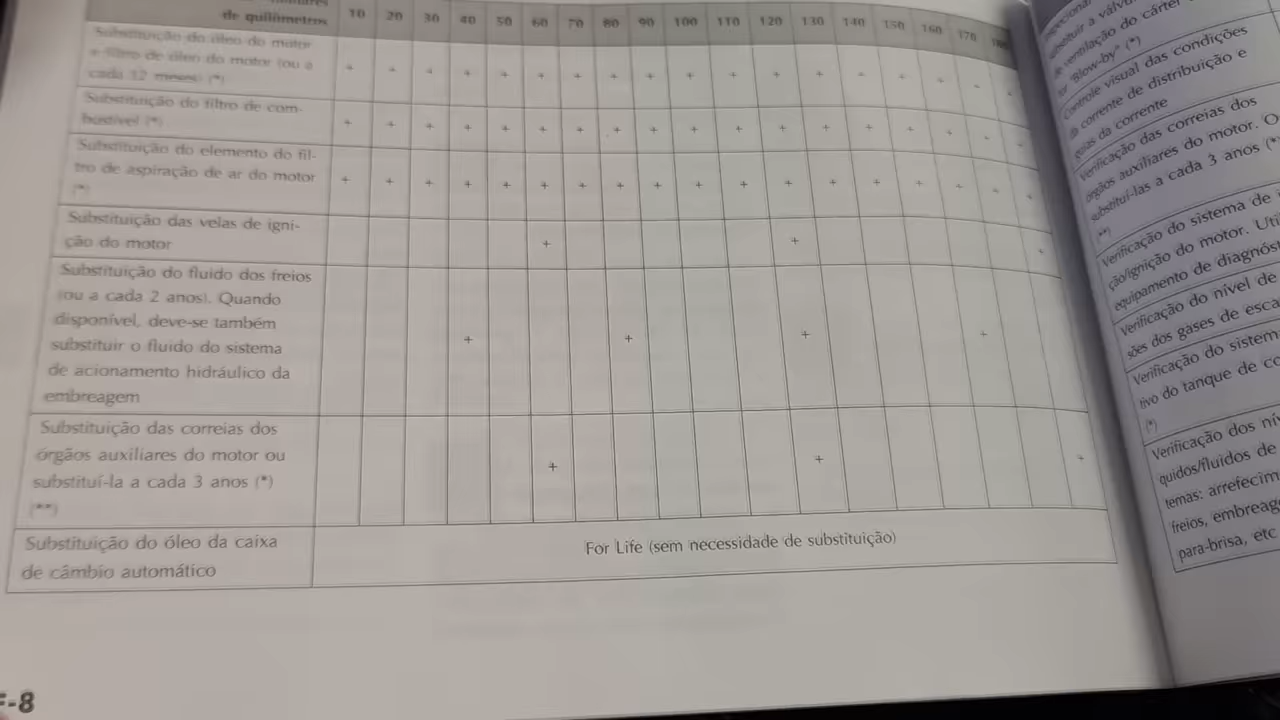 de quilômetros 10 20 30 40 50 60 70 80 90 100 110 120 130 140 150 160 170 180
Substituição do óleo do motor
e filtro de óleo do motor (ou a
cada 12 meses) (*) + + + + + + + + + + + + + + + + + +
Substituição do filtro de com-
bustível (*) + + + + + + + + + + + + + + + + + +
Substituição do elemento do fil-
tro de aspiração de ar do motor + + + + + + + + + + + + + + + + + +
(*)
Substituição das velas de igni-
ção do motor + + +
Substituição do fluido dos freios
(ou a cada 2 anos). Quando
disponível, deve-se também
substituir o fluido do sistema + + + +
de acionamento hidráulico da
embreagem
Substituição das correias dos
órgãos auxiliares do motor ou + + +
substituí-la a cada 3 anos (*)
(**)
Substituição do óleo da caixa
de câmbio automático
For Life (sem necessidade de substituição)
-8
substituir a válvu
de ventilação do cárter
"Blow-by" (*)
Controle visual das condições
da corrente de distribuição e
guias da corrente
Verificação das correias dos
órgãos auxiliares do motor. O
substituí-las a cada 3 anos (*
(**)
Verificação do sistema de
ção/ignição do motor. Uti
equipamento de diagnóst
Verificação do nível de
sões dos gases de esca
Verificação do sistem
tivo do tanque de co
(*)
Verificação dos ní
quidos/fluidos de
temas: arrefecim
freios, embreag
para-brisa, etc